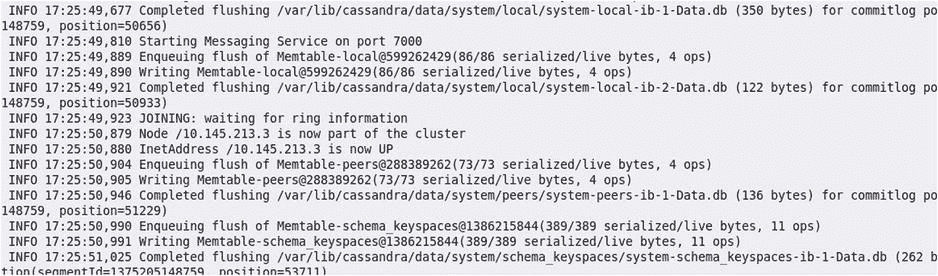 INFO 17:25:49,677 Completed flushing /var/lib/cassandra/data/system/local/system-local-ib-1-Data.db (350 bytes) for commitlog po
148759, position=50656)
INFO 17:25:49,810 Starting Messaging Service on port 7000
INFO 17:25:49,889 Enqueuing flush of Memtable-local@599262429(86/86 serialized/live bytes, 4 ops)
INFO 17:25:49,890 Writing Memtable-local@599262429(86/86 serialized/live bytes, 4 ops)
INFO 17:25:49,921 Completed flushing /var/lib/cassandra/data/system/local/system-local-ib-2-Data.db (122 bytes) for commitlog po
148759, position=50933)
INFO 17:25:49,923 JOINING: waiting for ring information
INFO 17:25:50,879 Node /10.145.213.3 is now part of the cluster
INFO 17:25:50,880 InetAddress /10.145.213.3 is now UP
INFO 17:25:50,904 Enqueuing flush of Memtable-peers@288389262(73/73 serialized/live bytes, 4 ops)
INFO 17:25:50,905 Writing Memtable-peers@288389262(73/73 serialized/live bytes, 4 ops)
INFO 17:25:50,946 Completed flushing /var/lib/cassandra/data/system/peers/system-peers-ib-1-Data.db (136 bytes) for commitlog po
148759, position=51229)
INFO 17:25:50,990 Enqueuing flush of Memtable-schema_keyspaces@1386215844(389/389 serialized/live bytes, 11 ops)
INFO 17:25:50,991 Writing Memtable-schema_keyspaces@1386215844(389/389 serialized/live bytes, 11 ops)
INFO 17:25:51,025 Completed flushing /var/lib/cassandra/data/system/schema_keyspaces/system-schema_keyspaces-ib-1-Data.db (262 b
tion(segmentId=1375205148759, position=53711)